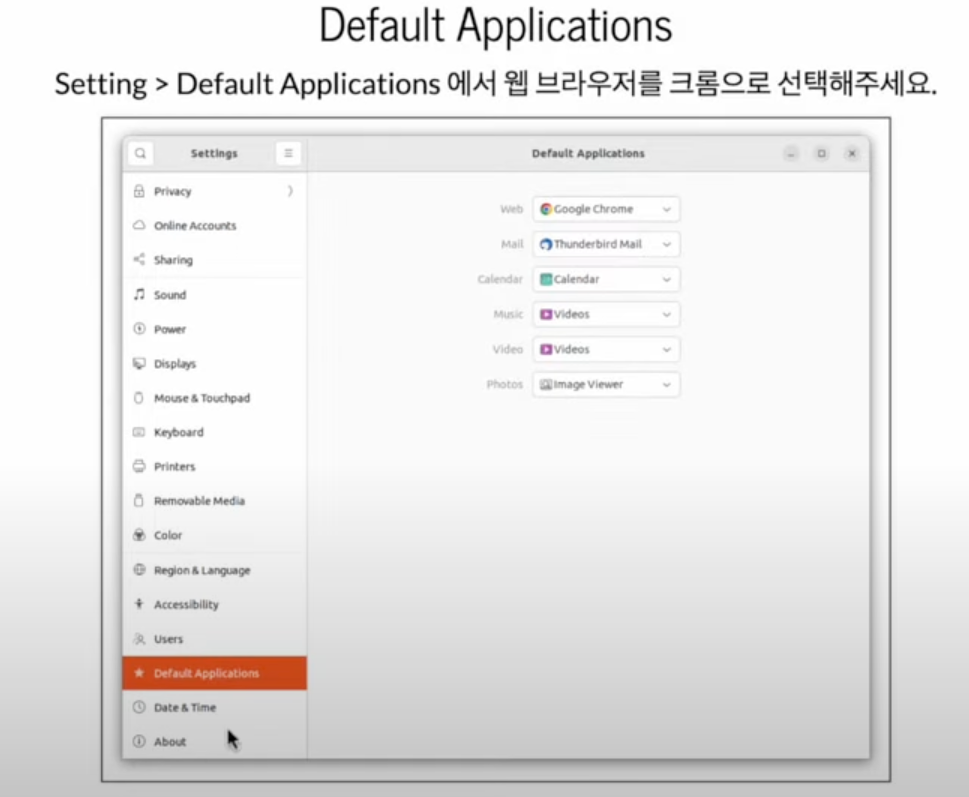 Default Applications
Setting > Default Applications 에서 웹 브라우저를 크롬으로 선택해주세요.
Settings
Default Applications
Privacy
Online Accounts
Sharing
Sound
Power
Displays
Mouse & Touchpad
Keyboard
Printers
Removable Media
Color
Region & Language
Accessibility
Users
Default Applications
Date & Time
About
Web Google Chrome
Mail Thunderbird Mail
Calendar Calendar
Music Videos
Video Videos
Photos Image Viewer